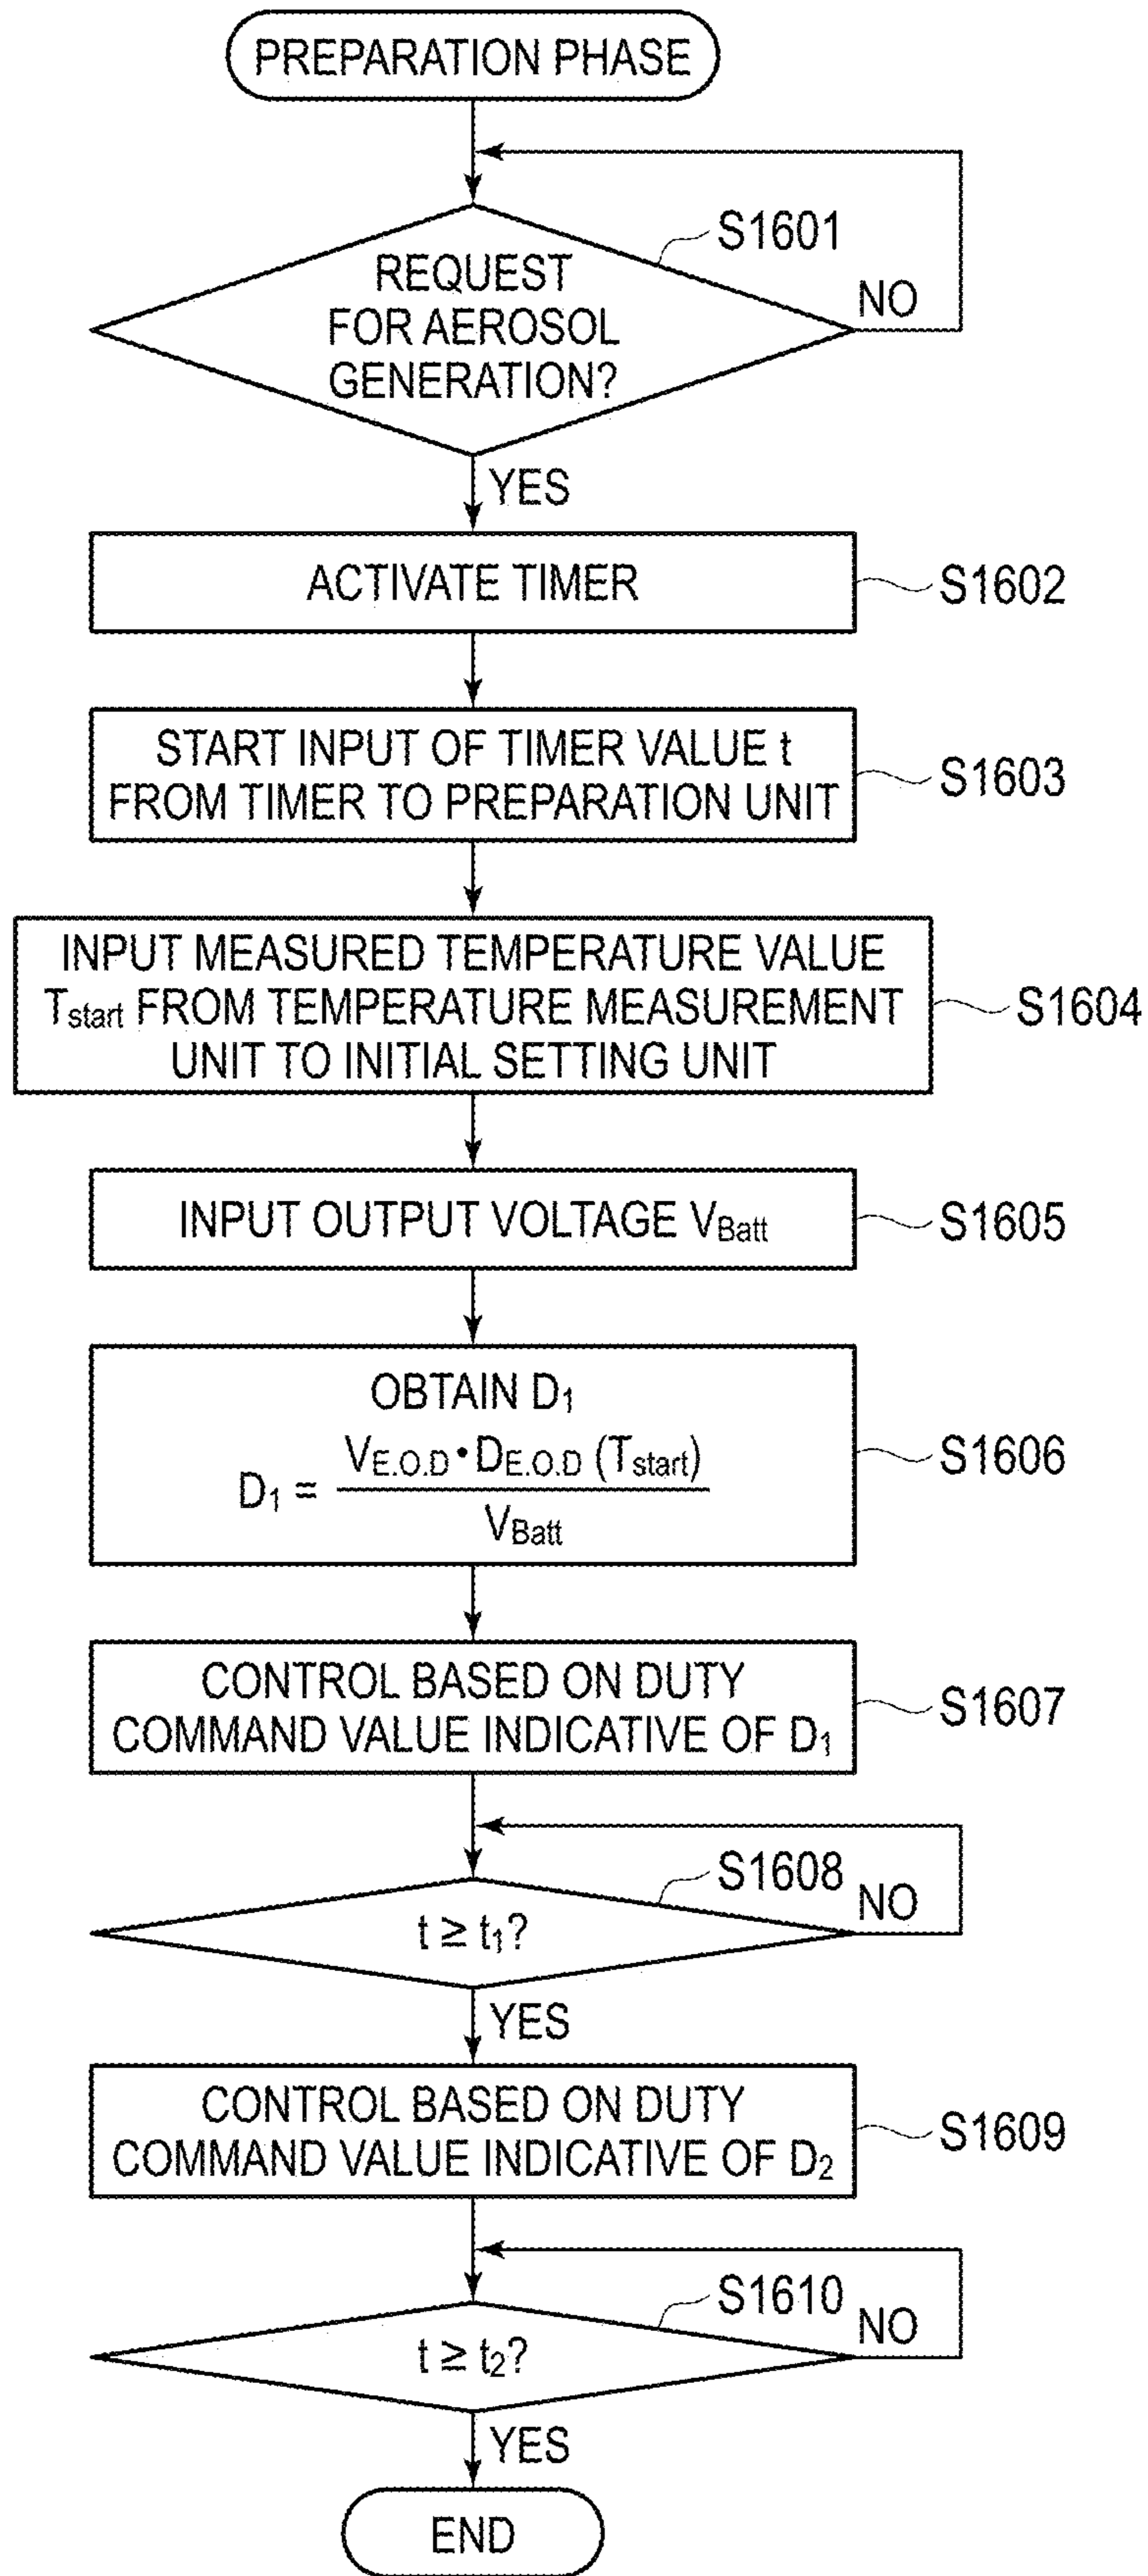 PREPARATION PHASE
S1601
REQUEST
FOR AEROSOL
GENERATION?
NO
YES
ACTIVATE TIMER
S1602
START INPUT OF TIMER VALUE t
FROM TIMER TO PREPARATION UNIT
S1603
INPUT MEASURED TEMPERATURE VALUE
Tstart FROM TEMPERATURE MEASUREMENT
UNIT TO INITIAL SETTING UNIT
S1604
INPUT OUTPUT VOLTAGE VBatt
S1605
OBTAIN D1
D1 = VE.O.D • DE.O.D (Tstart) / VBatt
S1606
CONTROL BASED ON DUTY
COMMAND VALUE INDICATIVE OF D1
S1607
S1608
t ≥ t1?
NO
YES
CONTROL BASED ON DUTY
COMMAND VALUE INDICATIVE OF D2
S1609
S1610
t ≥ t2?
NO
YES
END